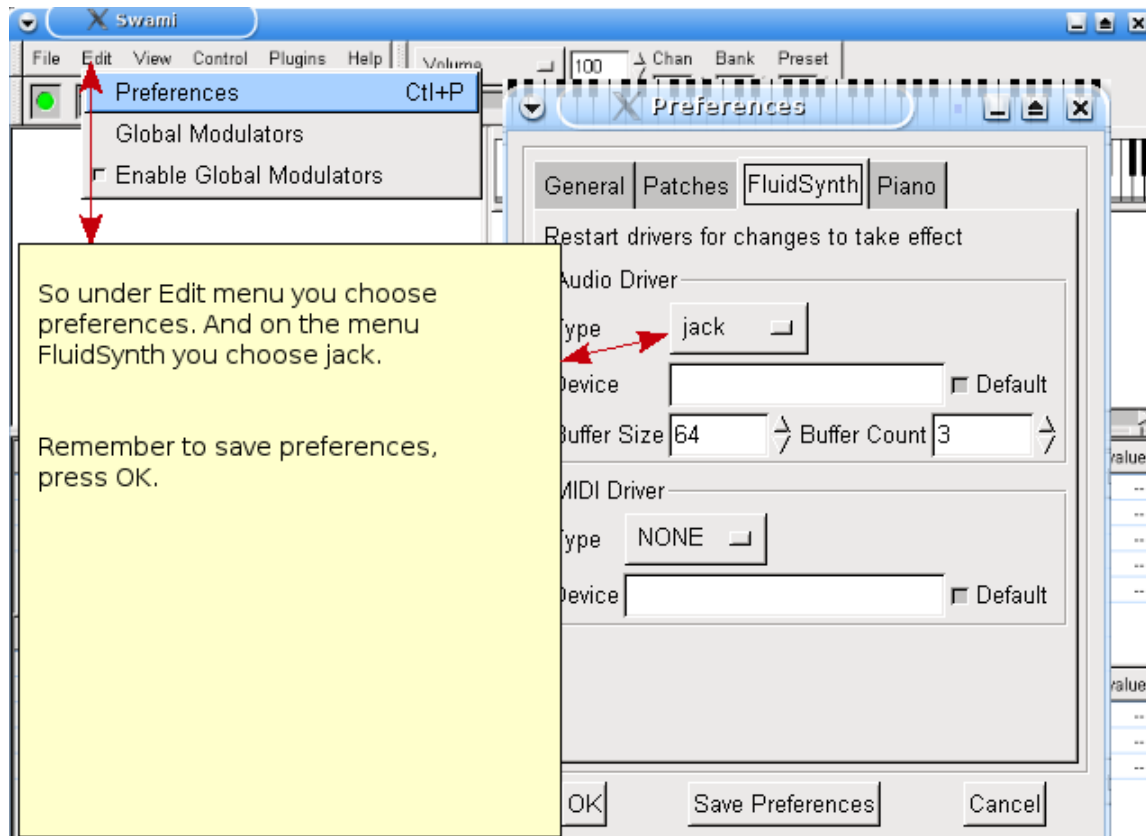 Swami
File Edit View Control Plugins Help
Volume 100 Chan Bank Preset
Preferences Ctl+P
Global Modulators
Enable Global Modulators
Preferences
General Patches FluidSynth Piano
Restart drivers for changes to take effect
Audio Driver
Type jack
Device Default
Buffer Size 64 Buffer Count 3
MIDI Driver
Type NONE
Device Default
OK Save Preferences Cancel
So under Edit menu you choose
preferences. And on the menu
FluidSynth you choose jack.
Remember to save preferences,
press OK.
value
--
--
--
--
--
value
--
--
--